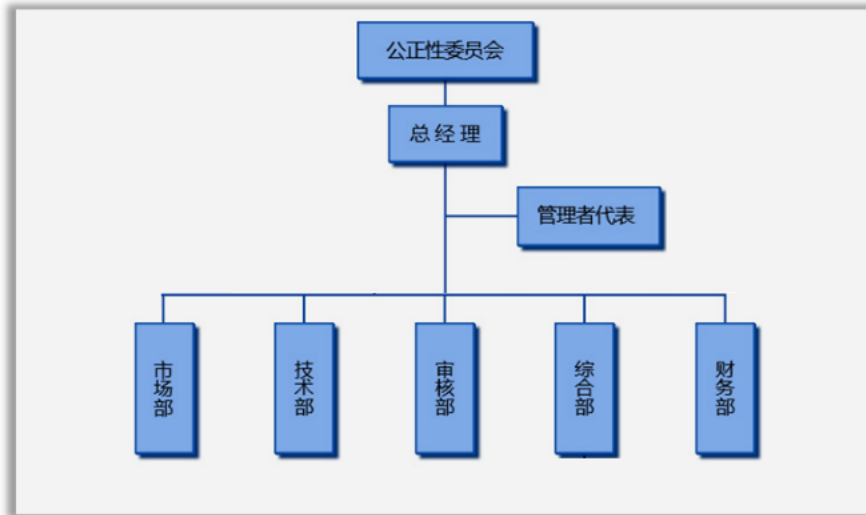 公正性委员会
总经理
管理者代表
市场部
技术部
审核部
综合部
财务部